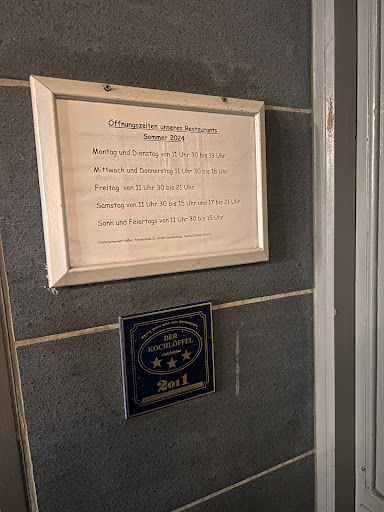 Öffnungszeiten unseres Restaurants
Sommer 2024
Montag und Dienstag von 11 Uhr 30 bis 19 Uhr
Mittwoch und Donnerstag 11 Uhr 30 bis 18 Uhr
Freitag von 11 Uhr 30 bis 21 Uhr
Samstag von 11 Uhr 30 bis 15 Uhr und 17 bis 21 Uhr
Sonn und Feiertags von 11 Uhr 30 bis 15 Uhr
DER
KOCHLÖFFEL
2011